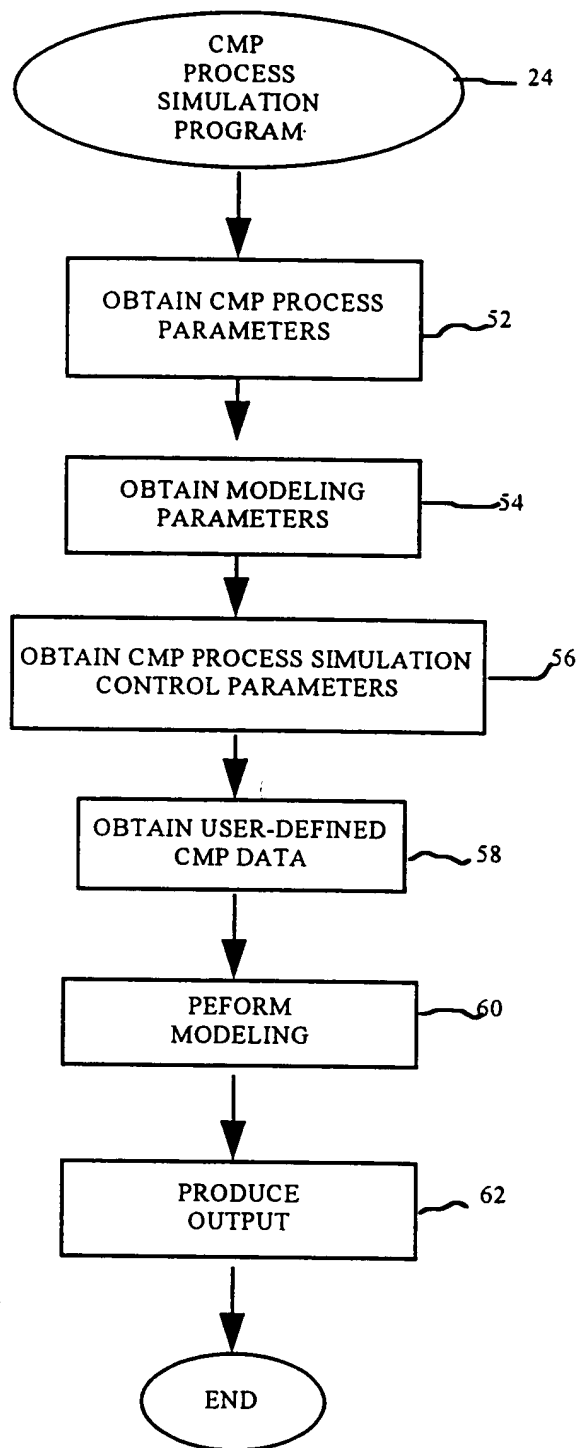 CMP
PROCESS
SIMULATION
PROGRAM
24
OBTAIN CMP PROCESS
PARAMETERS
52
OBTAIN MODELING
PARAMETERS
54
OBTAIN CMP PROCESS SIMULATION
CONTROL PARAMETERS
56
OBTAIN USER-DEFINED
CMP DATA
58
PEFORM
MODELING
60
PRODUCE
OUTPUT
62
END